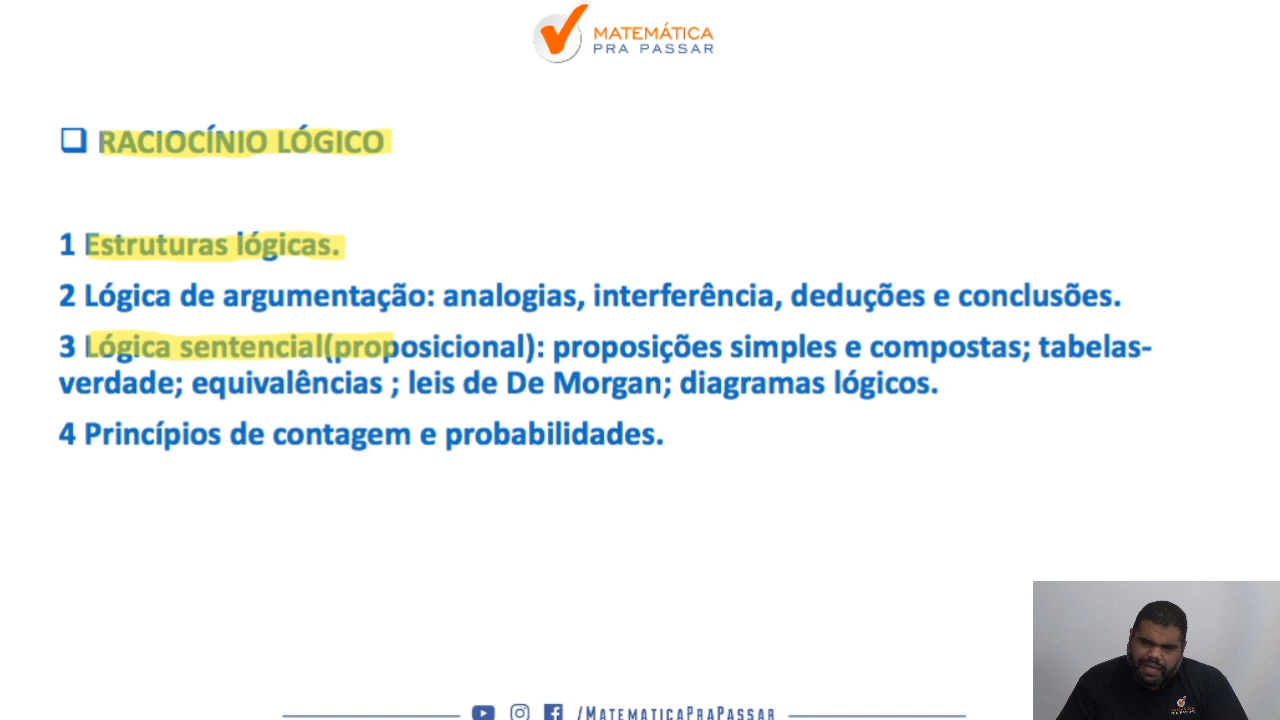 MATEMÁTICA
PRA PASSAR
RACIOCÍNIO LÓGICO
1 Estruturas lógicas.
2 Lógica de argumentação: analogias, interferência, deduções e conclusões.
3 Lógica sentencial(proposicional): proposições simples e compostas; tabelas-
verdade; equivalências ; leis de De Morgan; diagramas lógicos.
4 Princípios de contagem e probabilidades.
/MATEMATICAPRAPASSAR